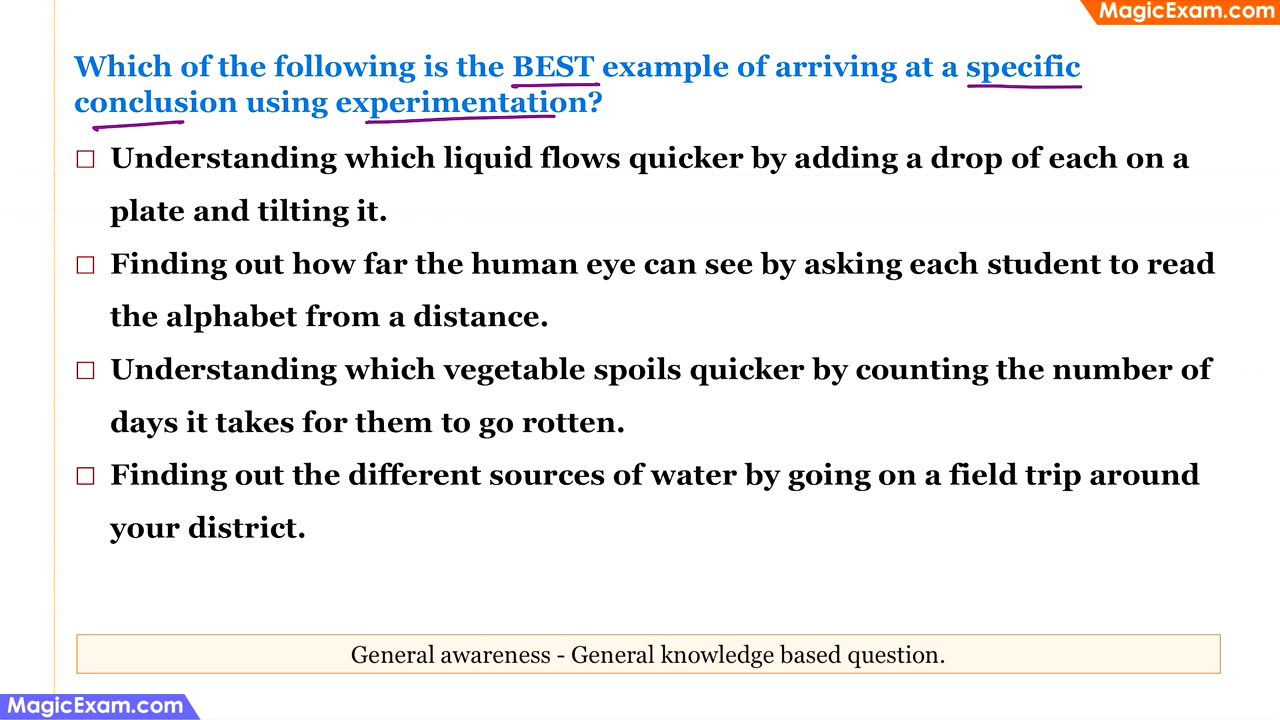 MagicExam.com
Which of the following is the BEST example of arriving at a specific
conclusion using experimentation?
□ Understanding which liquid flows quicker by adding a drop of each on a
plate and tilting it.
□ Finding out how far the human eye can see by asking each student to read
the alphabet from a distance.
□ Understanding which vegetable spoils quicker by counting the number of
days it takes for them to go rotten.
□ Finding out the different sources of water by going on a field trip around
your district.
General awareness - General knowledge based question.
MagicExam.com